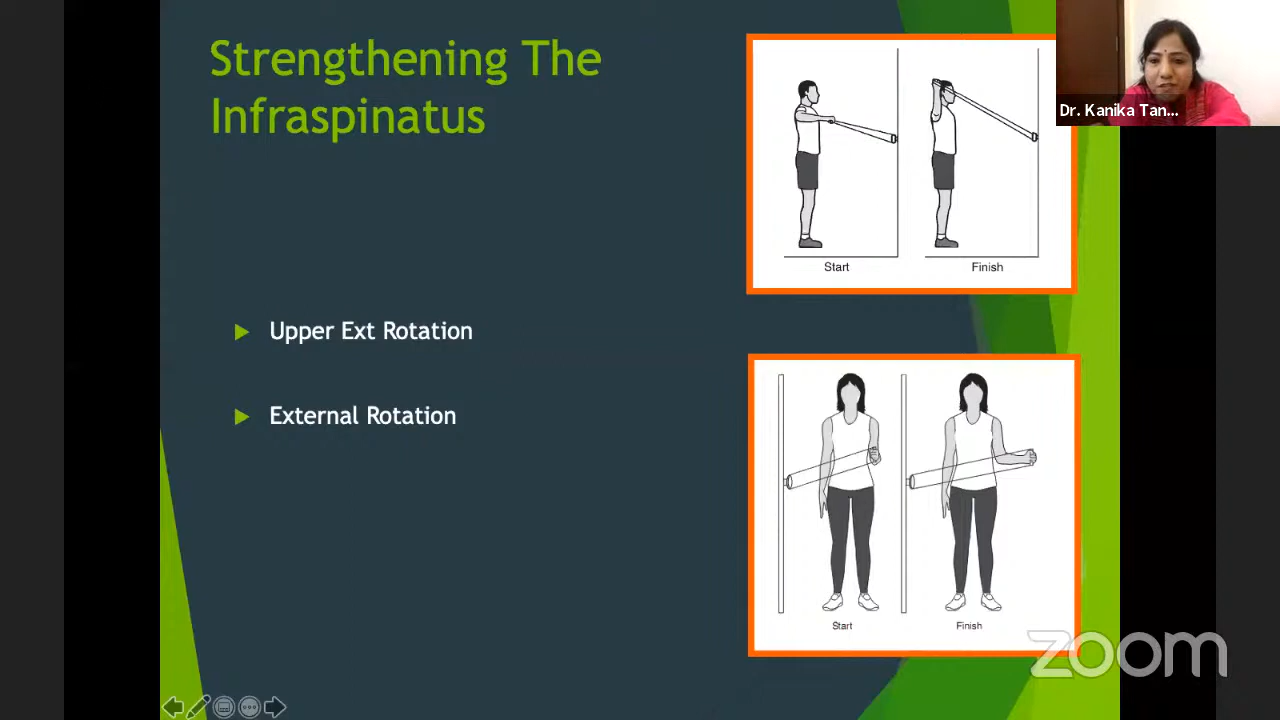 Strengthening The
Infraspinatus
Dr. Kanika Tan...
Start
Finish
Upper Ext Rotation
External Rotation
Start
Finish
zoom